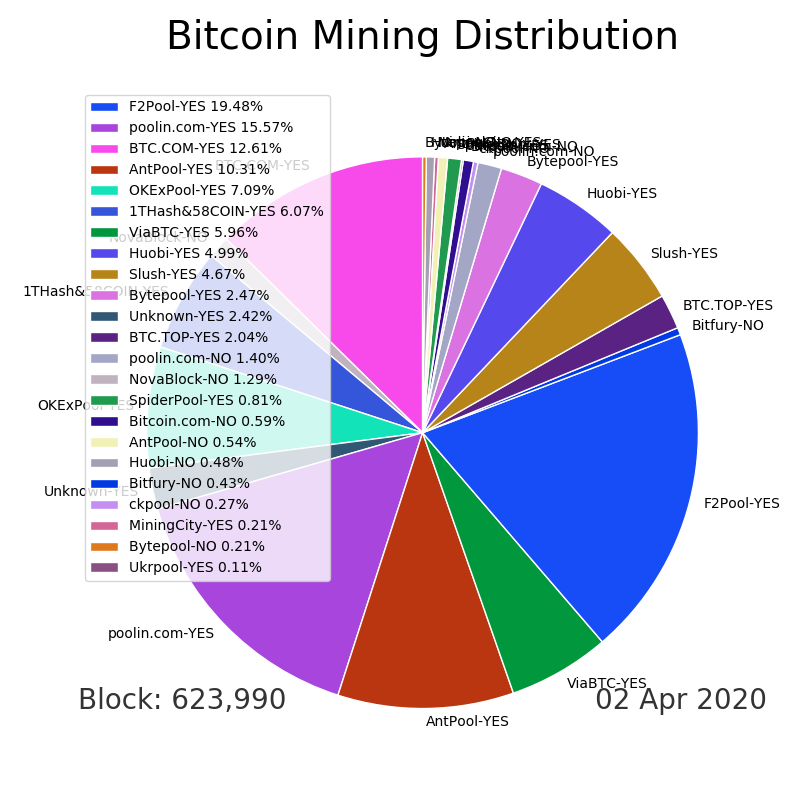 Bitcoin Mining Distribution
F2Pool-YES 19.48%
poolin.com-YES 15.57%
BTC.COM-YES 12.61%
AntPool-YES 10.31%
OKExPool-YES 7.09%
1THash&58COIN-YES 6.07%
ViaBTC-YES 5.96%
Huobi-YES 4.99%
Slush-YES 4.67%
Bytepool-YES 2.47%
Unknown-YES 2.42%
BTC.TOP-YES 2.04%
poolin.com-NO 1.40%
NovaBlock-NO 1.29%
SpiderPool-YES 0.81%
Bitcoin.com-NO 0.59%
AntPool-NO 0.54%
Huobi-NO 0.48%
Bitfury-NO 0.43%
ckpool-NO 0.27%
MiningCity-YES 0.21%
Bytepool-NO 0.21%
Ukrpool-YES 0.11%
BTC.COM-YES
NovaBlock-NO
1THash&58COIN-YES
OKExPool-YES
Unknown-YES
poolin.com-YES
AntPool-YES
ViaBTC-YES
F2Pool-YES
Bitfury-NO
BTC.TOP-YES
Slush-YES
Huobi-YES
Bytepool-YES
poolin.com-NO
Block: 623,990
02 Apr 2020